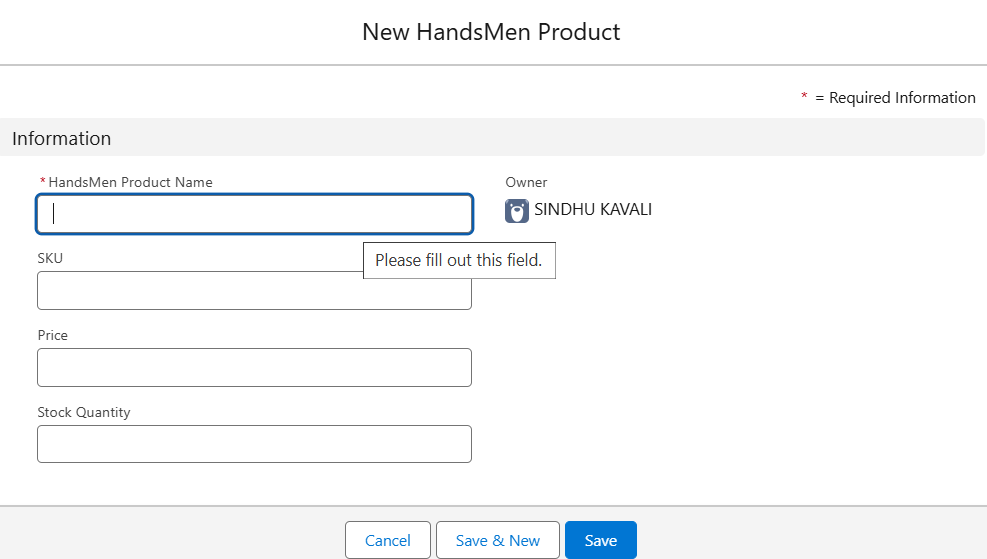 New HandsMen Product
* = Required Information
Information
*HandsMen Product Name
Owner
SINDHU KAVALI
Please fill out this field.
SKU
Price
Stock Quantity
Cancel
Save & New
Save